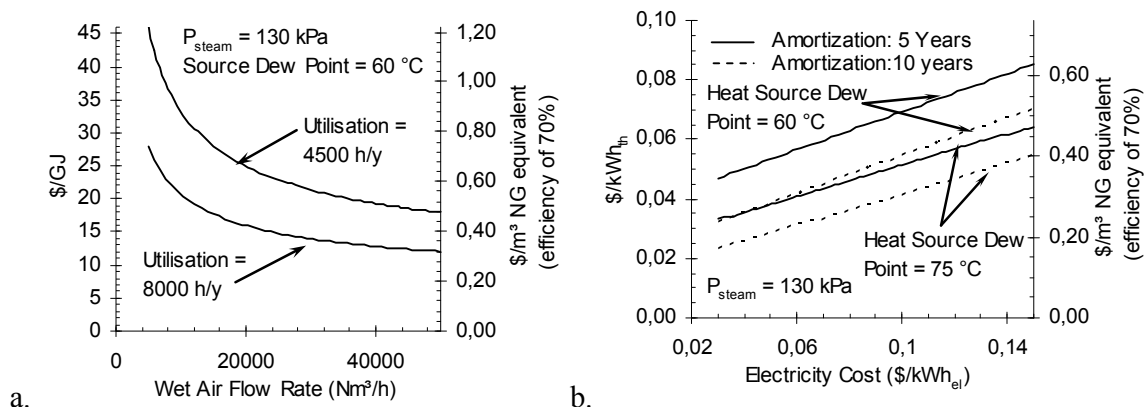 45
40
35
30
25
20
15
10
5
0
$/GJ
P_steam = 130 kPa
Source Dew Point = 60 °C
Utilisation =
4500 h/y
Utilisation =
8000 h/y
1,20
1,00
0,80
0,60
0,40
0,20
0,00
$/m³ NG equivalent
(efficiency of 70%)
0 20000 40000
Wet Air Flow Rate (Nm³/h)
a.
0,10
0,08
0,06
0,04
0,02
0,00
$/kWh_th
Amortization: 5 Years
Amortization:10 years
Heat Source Dew
Point = 60 °C
Heat Source Dew
Point = 75 °C
P_steam = 130 kPa
0,60
0,40
0,20
0,00
$/m³ NG equivalent
(efficiency of 70%)
0,02 0,06 0,1 0,14
Electricity Cost ($/kWh_el)
b.